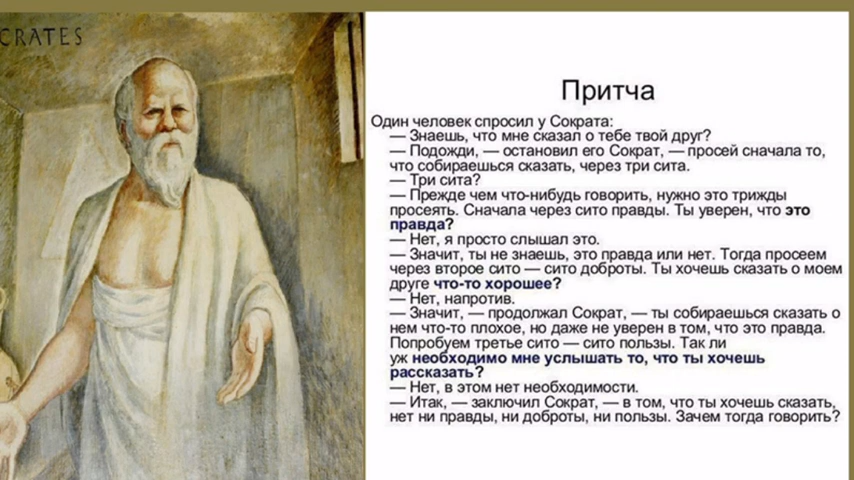 CRATES
Притча
Один человек спросил у Сократа:
— Знаешь, что мне сказал о тебе твой друг?
— Подожди, — остановил его Сократ, — просей сначала то,
что собираешься сказать, через три сита.
— Три сита?
— Прежде чем что-нибудь говорить, нужно это трижды
просеять. Сначала через сито правды. Ты уверен, что это
правда?
— Нет, я просто слышал это.
— Значит, ты не знаешь, это правда или нет. Тогда просеем
через второе сито — сито доброты. Ты хочешь сказать о моем
друге что-то хорошее?
— Нет, напротив.
— Значит, — продолжал Сократ, — ты собираешься сказать о
нем что-то плохое, но даже не уверен в том, что это правда.
Попробуем третье сито — сито пользы. Так ли
уж необходимо мне услышать то, что ты хочешь
рассказать?
— Нет, в этом нет необходимости.
— Итак, — заключил Сократ, — в том, что ты хочешь сказать,
нет ни правды, ни доброты, ни пользы. Зачем тогда говорить?